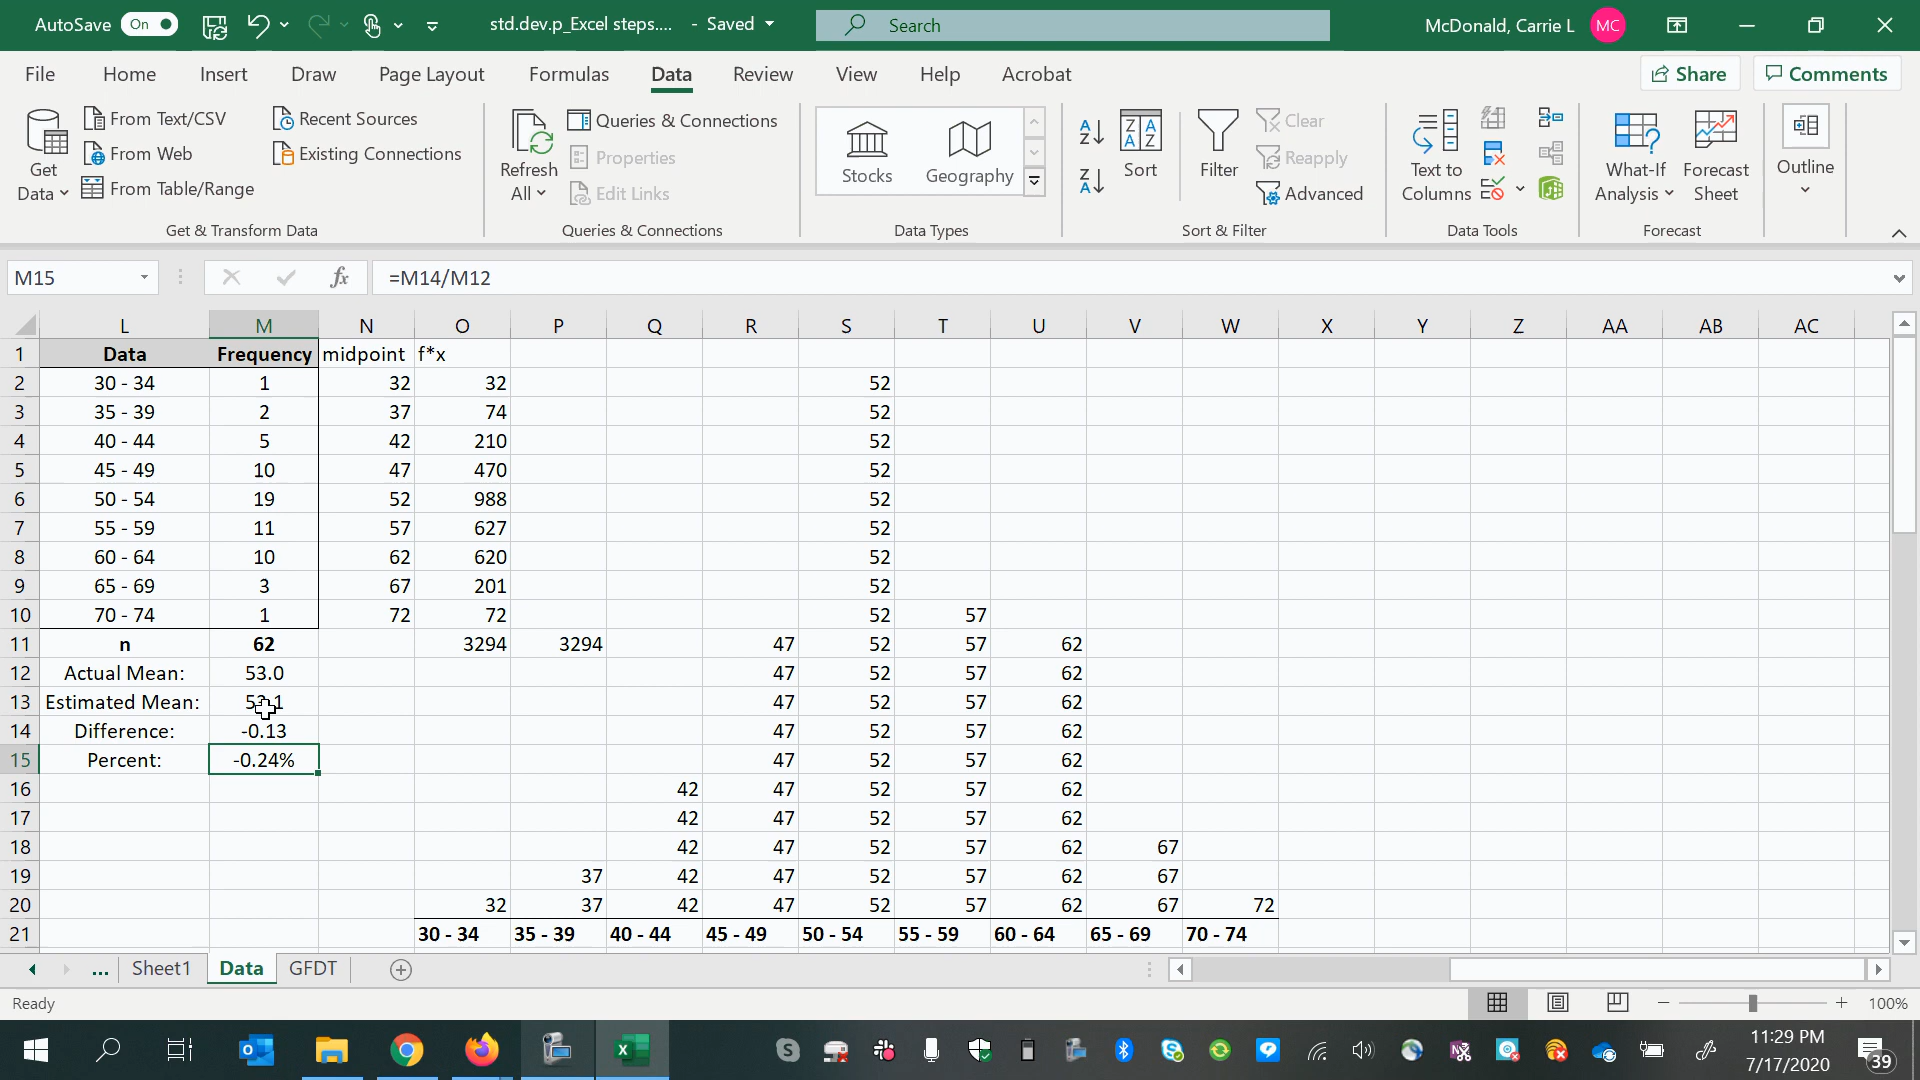 AutoSave On std.dev.p_Excel steps.... - Saved Search McDonald, Carrie L MC
File Home Insert Draw Page Layout Formulas Data Review View Help Acrobat Share Comments
Get Data From Text/CSV From Web From Table/Range Recent Sources Existing Connections
Refresh All Queries & Connections Properties Edit Links
Stocks Geography
Sort Filter Clear Reapply Advanced
Text to Columns
What-If Analysis Forecast Sheet Outline
Get & Transform Data Queries & Connections Data Types Sort & Filter Data Tools Forecast
M15 fx =M14/M12
L M N O P Q R S T U V W X Y Z AA AB AC
1 Data Frequency midpoint f*x
2 30 - 34 1 32 32 52
3 35 - 39 2 37 74 52
4 40 - 44 5 42 210 52
5 45 - 49 10 47 470 52
6 50 - 54 19 52 988 52
7 55 - 59 11 57 627 52
8 60 - 64 10 62 620 52
9 65 - 69 3 67 201 52
10 70 - 74 1 72 72 52 57
11 n 62 3294 3294 47 52 57 62
12 Actual Mean: 53.0 47 52 57 62
13 Estimated Mean: 47 52 57 62
14 Difference: -0.13 47 52 57 62
15 Percent: -0.24% 47 52 57 62
16 42 47 52 57 62
17 42 47 52 57 62
18 42 47 52 57 62 67
19 37 42 47 52 57 62 67
20 32 37 42 47 52 57 62 67 72
21 30 - 34 35 - 39 40 - 44 45 - 49 50 - 54 55 - 59 60 - 64 65 - 69 70 - 74
... Sheet1 Data GFDT
Ready 100%
11:29 PM
7/17/2020 39